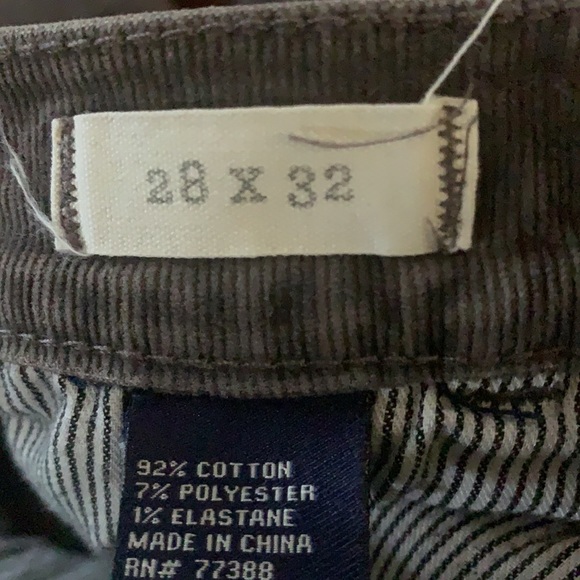 28 X 32
92% COTTON
7% POLYESTER
1% ELASTANE
MADE IN CHINA
RN# 77388